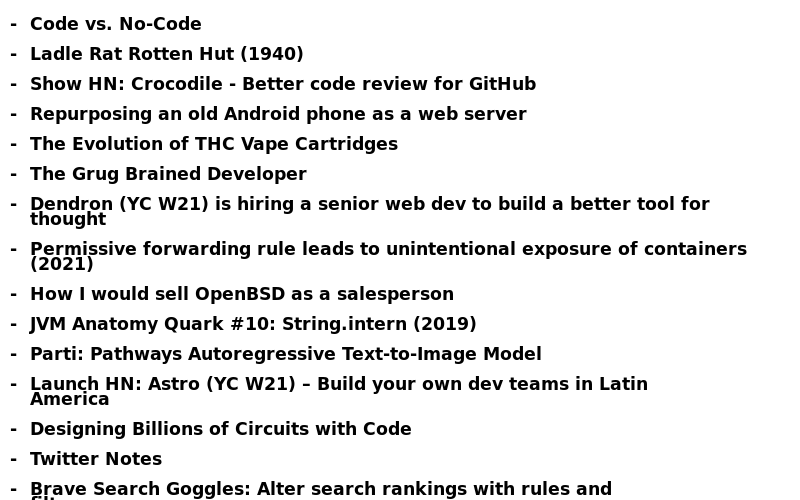 - Code vs. No-Code
- Ladle Rat Rotten Hut (1940)
- Show HN: Crocodile - Better code review for GitHub
- Repurposing an old Android phone as a web server
- The Evolution of THC Vape Cartridges
- The Grug Brained Developer
- Dendron (YC W21) is hiring a senior web dev to build a better tool for
thought
- Permissive forwarding rule leads to unintentional exposure of containers
(2021)
- How I would sell OpenBSD as a salesperson
- JVM Anatomy Quark #10: String.intern (2019)
- Parti: Pathways Autoregressive Text-to-Image Model
- Launch HN: Astro (YC W21) – Build your own dev teams in Latin
America
- Designing Billions of Circuits with Code
- Twitter Notes
- Brave Search Goggles: Alter search rankings with rules and